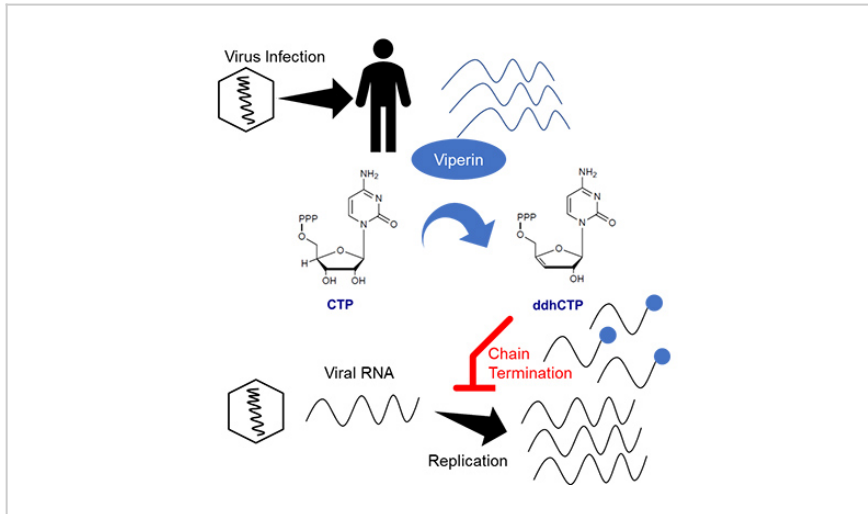 Virus Infection
Viperin
NH₂
N
N
O
PPP
O
O
H
OH
OH
CTP
NH₂
N
N
O
PPP
O
O
OH
ddhCTP
Chain
Termination
Viral RNA
Replication